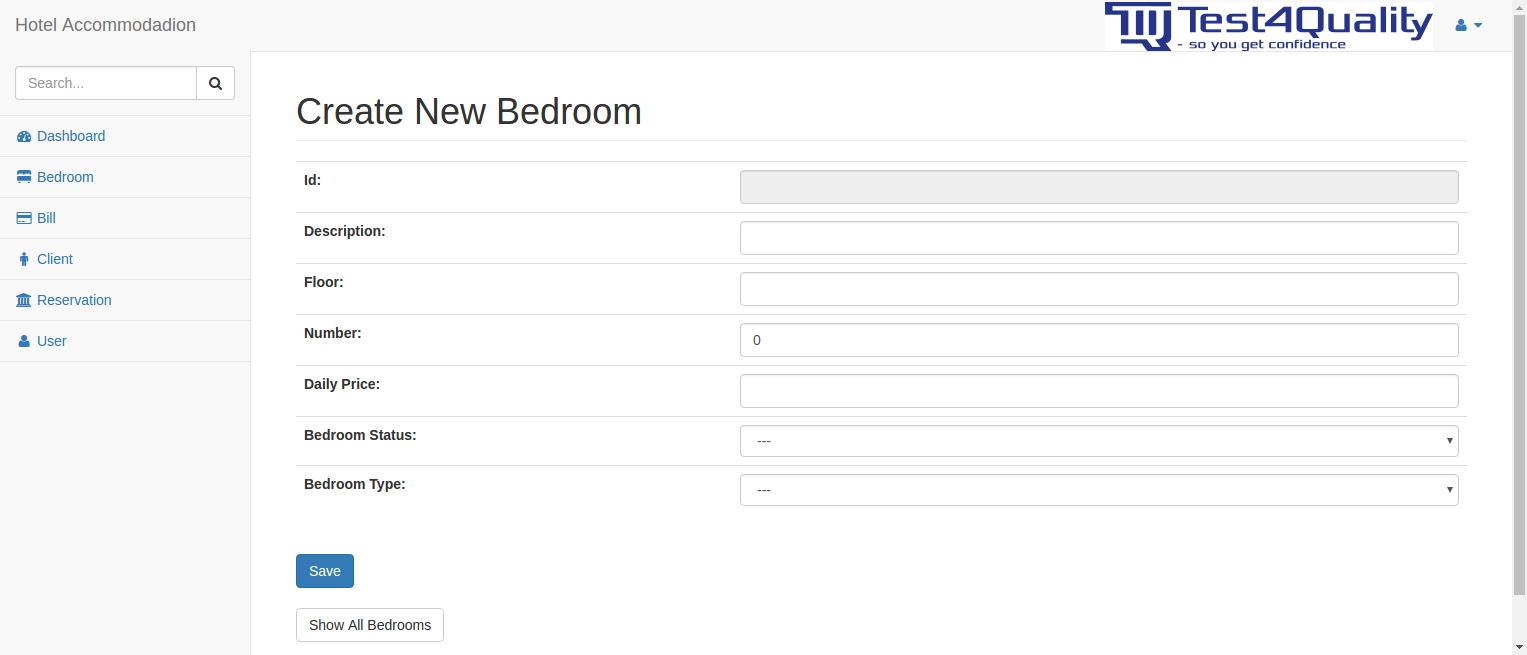 Hotel Accommodadion
Test4Quality
- so you get confidence
Search...
Dashboard
Bedroom
Bill
Client
Reservation
User
Create New Bedroom
Id:
Description:
Floor:
Number:
0
Daily Price:
Bedroom Status:
---
Bedroom Type:
---
Save
Show All Bedrooms